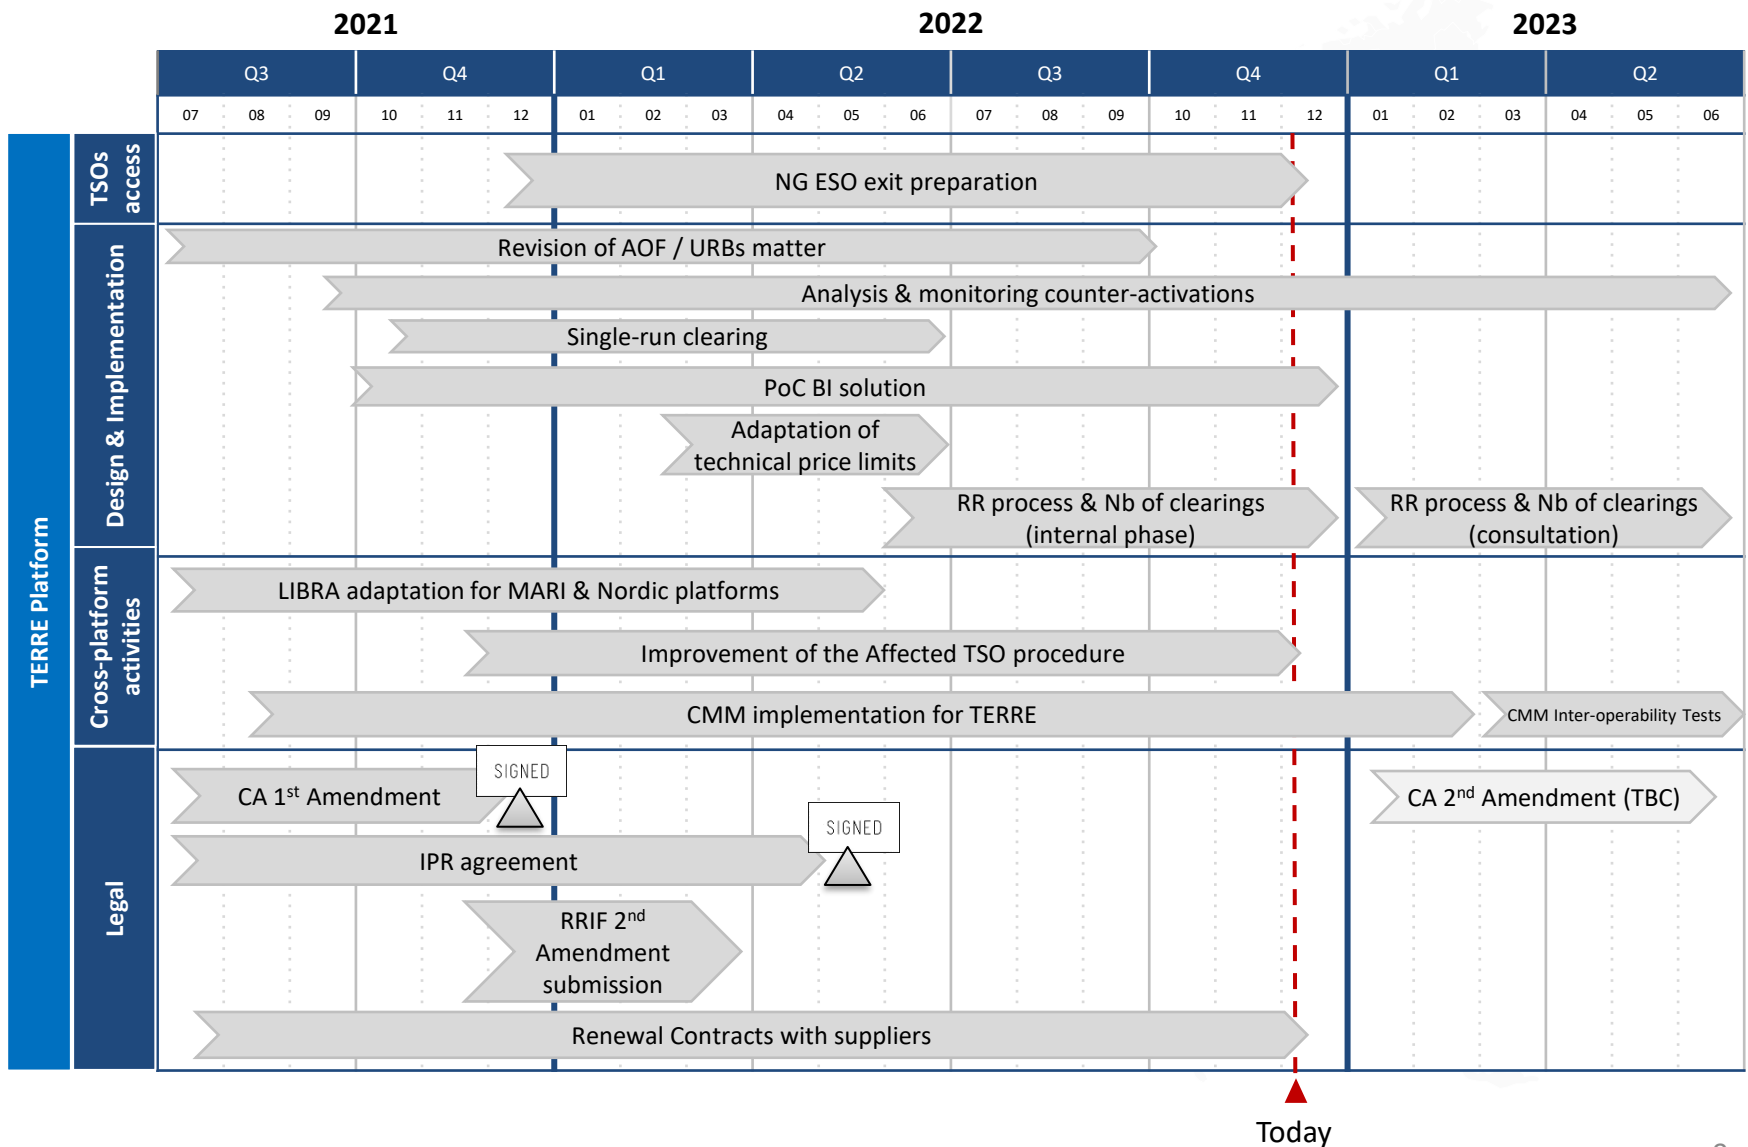 2021
2022
2023
Q3
Q4
Q1
Q2
Q3
Q4
Q1
Q2
07
08
09
10
11
12
01
02
03
04
05
06
07
08
09
10
11
12
01
02
03
04
05
06
TERRE Platform
TSOs
access
NG ESO exit preparation
Design & Implementation
Revision of AOF / URBs matter
Analysis & monitoring counter-activations
Single-run clearing
PoC BI solution
Adaptation of
technical price limits
RR process & Nb of clearings
(internal phase)
RR process & Nb of clearings
(consultation)
Cross-platform
activities
LIBRA adaptation for MARI & Nordic platforms
Improvement of the Affected TSO procedure
CMM implementation for TERRE
CMM Inter-operability Tests
Legal
SIGNED
CA 1st Amendment
CA 2nd Amendment (TBC)
SIGNED
IPR agreement
RRIF 2nd
Amendment
submission
Renewal Contracts with suppliers
Today